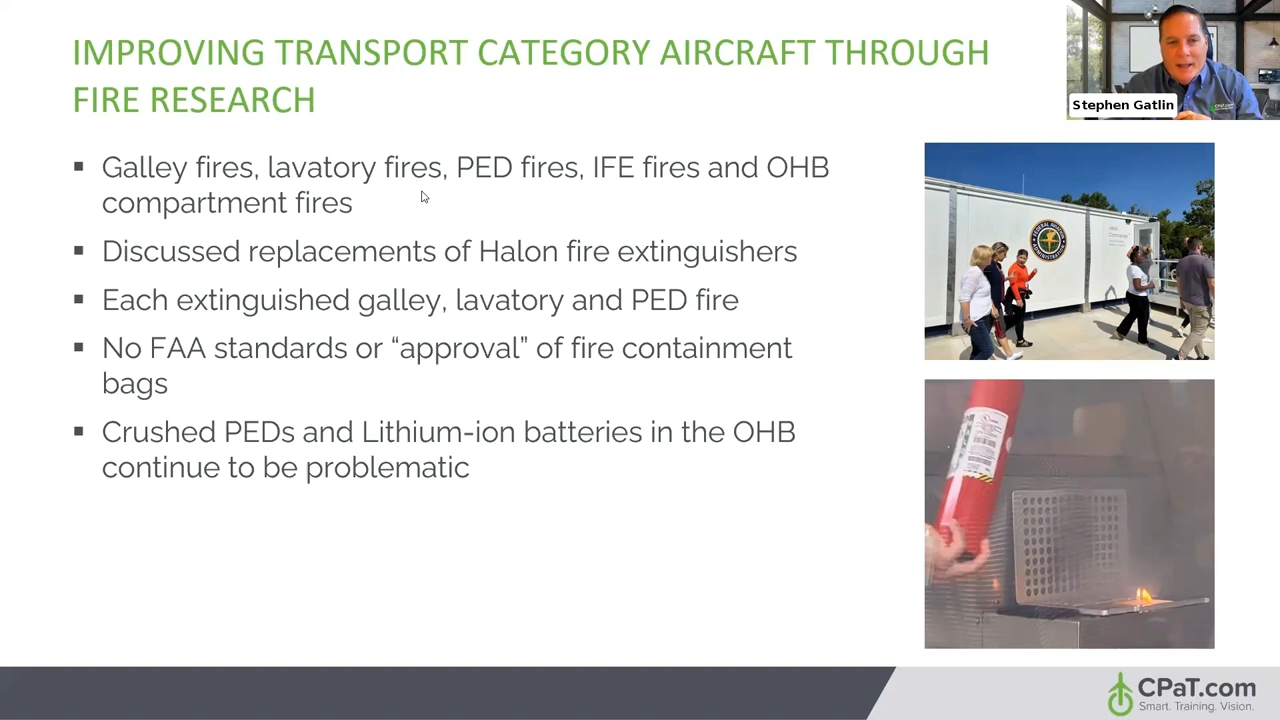 IMPROVING TRANSPORT CATEGORY AIRCRAFT THROUGH
FIRE RESEARCH
Stephen Gatlin
CPaT.com
▪ Galley fires, lavatory fires, PED fires, IFE fires and OHB
compartment fires
▪ Discussed replacements of Halon fire extinguishers
▪ Each extinguished galley, lavatory and PED fire
▪ No FAA standards or “approval” of fire containment
bags
▪ Crushed PEDs and Lithium-ion batteries in the OHB
continue to be problematic
CPaT.com
Smart. Training. Vision.